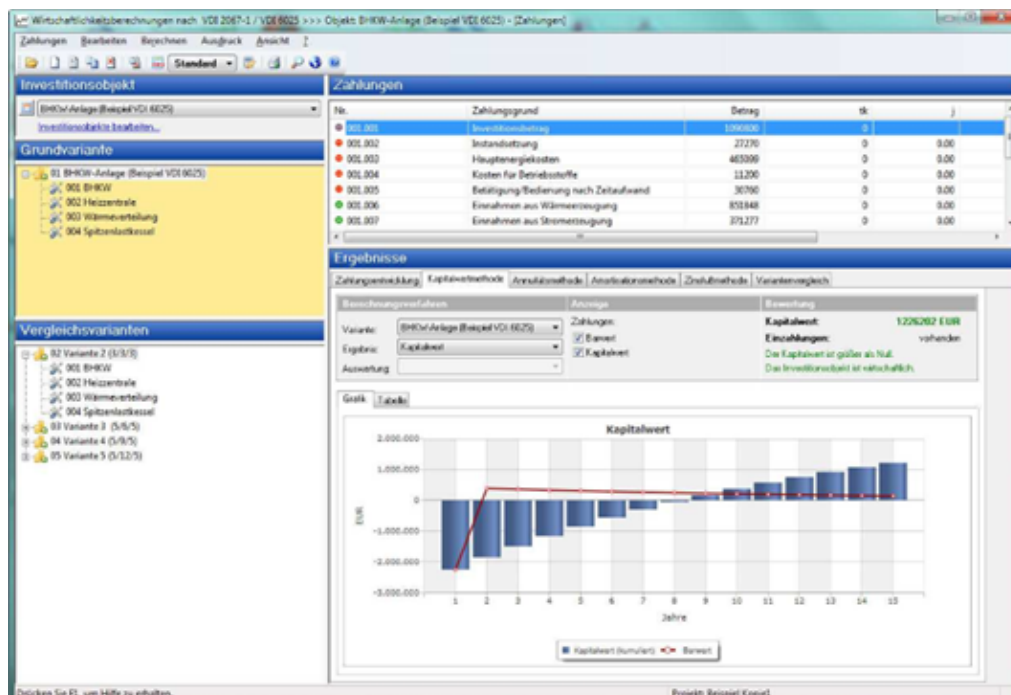 Wirtschaftlichkeitsberechnungen nach VDI 2067-1 / VDI 6025 >>> Objekt: BHKW-Anlage (Beispiel VDI 6025) - [Zahlungen]
Zahlungen Bearbeiten Berechnen Ausdruck Ansicht ?
Standard
Investitionsobjekt
BHKW-Anlage (Beispiel VDI 6025)
Investitionsobjekte bearbeiten...
Grundvariante
01 BHKW-Anlage (Beispiel VDI 6025)
001 BHKW
002 Heizzentrale
003 Wärmeverteilung
004 Spitzenlastkessel
Vergleichsvarianten
02 Variante 2 (3/3/3)
001 BHKW
002 Heizzentrale
003 Wärmeverteilung
004 Spitzenlastkessel
03 Variante 3 (5/6/5)
04 Variante 4 (5/9/5)
05 Variante 5 (5/12/5)
Zahlungen
Nr. Zahlungsgrund Betrag tk j
001.001 Investitionsbetrag 1090800 0
001.002 Instandsetzung 27270 0 0.00
001.003 Hauptenergiekosten 465099 0 0.00
001.004 Kosten für Betriebsstoffe 11200 0 0.00
001.005 Betätigung/Bedienung nach Zeitaufwand 30760 0 0.00
001.006 Einnahmen aus Wärmeerzeugung 851848 0 0.00
001.007 Einnahmen aus Stromerzeugung 371277 0 0.00
Ergebnisse
Zahlungsentwicklung Kapitalwertmethode Annuitätsmethode Amortisationsmethode Zinsfußmethode Variantenvergleich
Berechnungsverfahren Anzeige Bewertung
Variante: BHKW-Anlage (Beispiel VDI 6025) Zahlungen: Kapitalwert: 1226202 EUR
Barwert Einzahlungen: vorhanden
Ergebnis: Kapitalwert Kapitalwert Der Kapitalwert ist größer als Null.
Auswertung Das Investitionsobjekt ist wirtschaftlich.
Grafik Tabelle
Kapitalwert
2.000.000
1.000.000
0
-1.000.000
-2.000.000
-3.000.000
EUR
1 2 3 4 5 6 7 8 9 10 11 12 13 14 15
Jahre
Kapitalwert (kumuliert) Barwert
Drücken Sie F1, um Hilfe zu erhalten. Projekt: Beispiel Kopie1